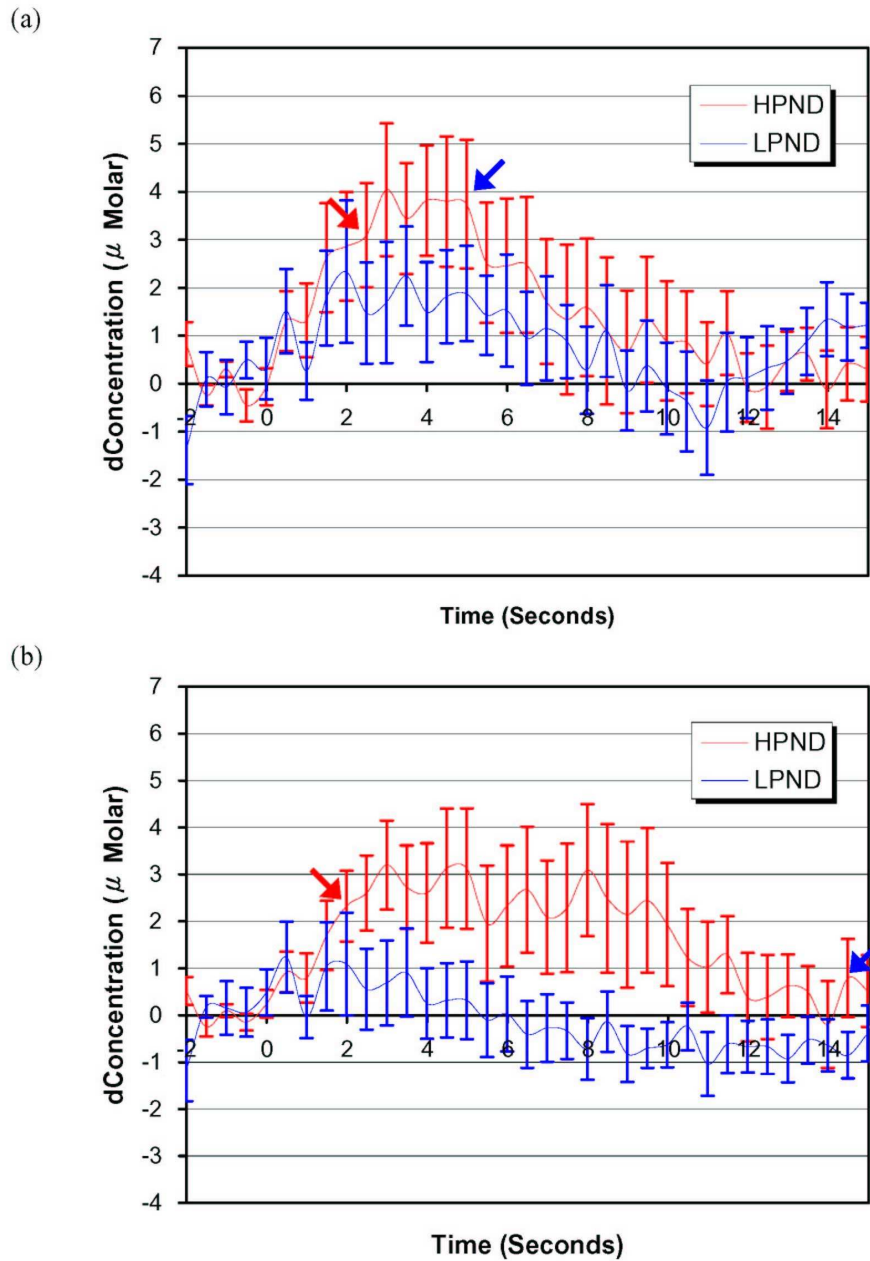 (a)
7
6
5
4
3
2
1
0
-1
-2
-3
-4
-2 0 2 4 6 8 10 12 14
dConcentration (μ Molar)
HPND
LPND
Time (Seconds)
(b)
7
6
5
4
3
2
1
0
-1
-2
-3
-4
-2 0 2 4 6 8 10 12 14
dConcentration (μ Molar)
HPND
LPND
Time (Seconds)